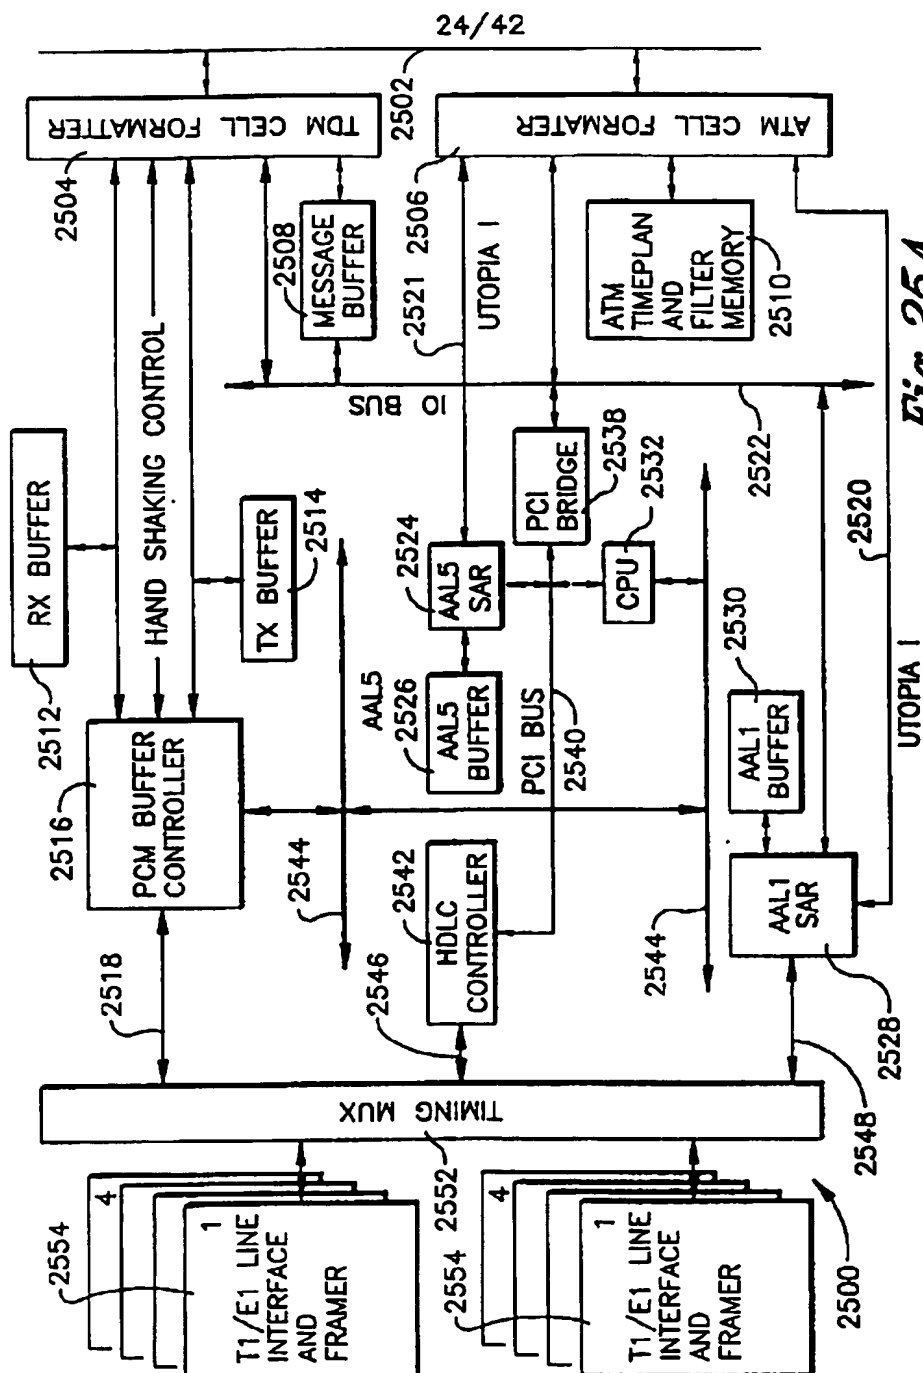 24/42
2502
TDM CELL FORMATTER
2504
ATM CELL FORMATER
2506
2508
MESSAGE
BUFFER
2521
UTOPIA I
ATM
TIMEPLAN
AND
FILTER
MEMORY
2510
HAND SHAKING CONTROL
IO BUS
RX BUFFER
2512
TX BUFFER
2514
PCI
BRIDGE
2538
2522
2520
UTOPIA I
AAL5
SAR
2524
CPU
2532
AAL5
2526
AAL5
BUFFER
PCI BUS
2540
2530
AAL1
BUFFER
2516
PCM BUFFER
CONTROLLER
2544
2542
HDLC
CONTROLLER
2544
AAL1
SAR
2528
2518
2546
2548
TIMING MUX
2552
2554
4
1
T1/E1 LINE
INTERFACE
AND
FRAMER
2554
4
1
T1/E1 LINE
INTERFACE
AND
FRAMER
2500
Fig. 25A